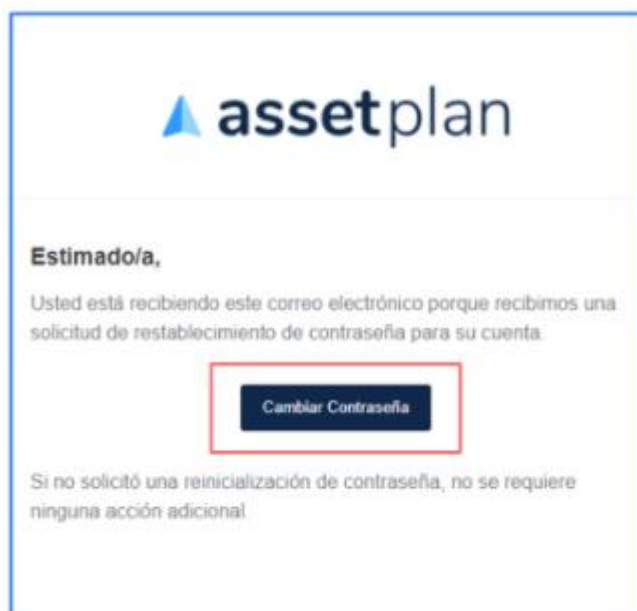 assetplan
Estimado/a,
Usted está recibiendo este correo electrónico porque recibimos una
solicitud de restablecimiento de contraseña para su cuenta.
Cambiar Contraseña
Si no solicitó una reinicialización de contraseña, no se requiere
ninguna acción adicional.